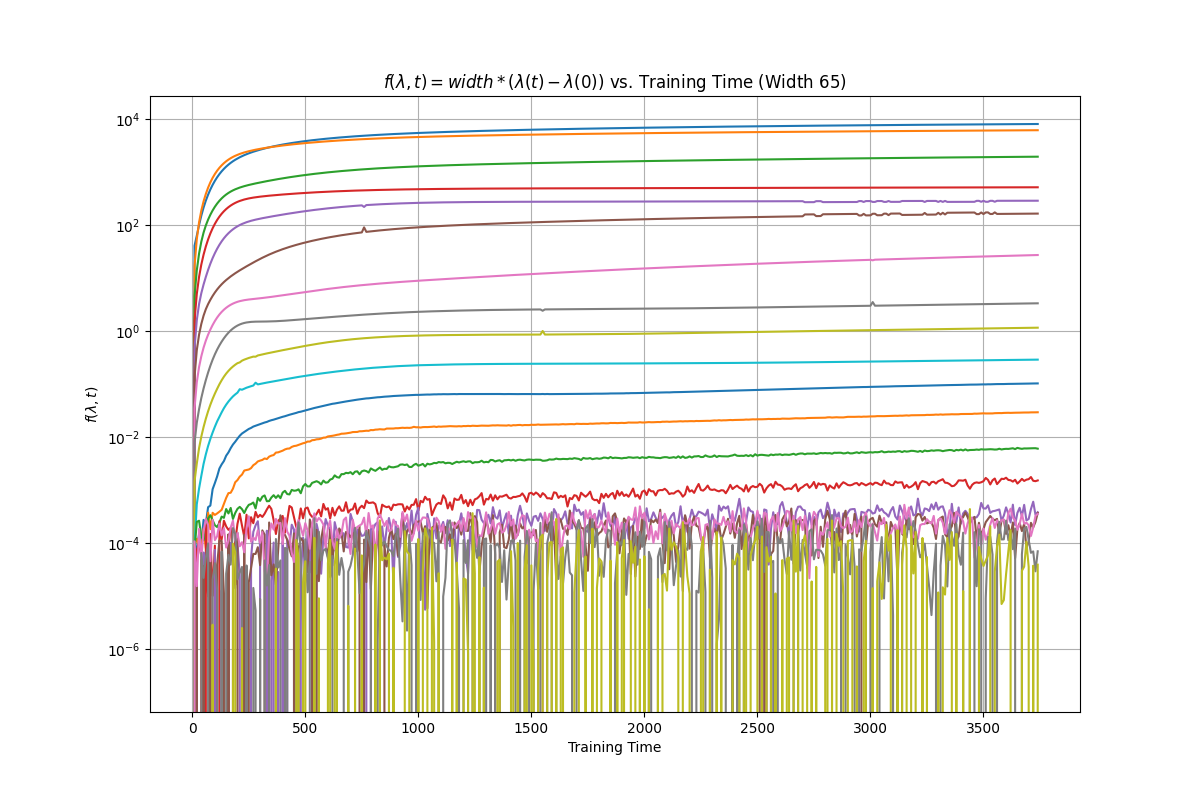 f(λ, t) = width * (λ(t) − λ(0)) vs. Training Time (Width 65)
10⁴
10²
10⁰
10⁻²
10⁻⁴
10⁻⁶
f(λ, t)
0 500 1000 1500 2000 2500 3000 3500
Training Time